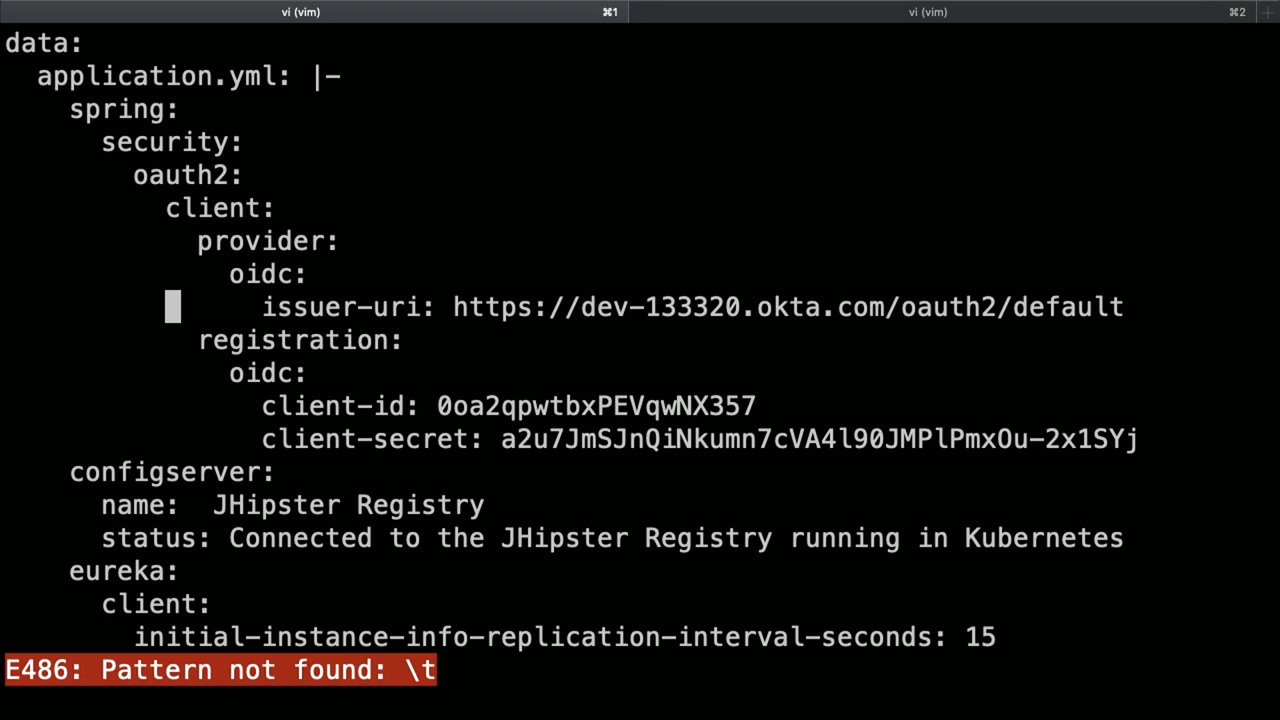 vi (vim) ⌘1 vi (vim) ⌘2 +
data:
  application.yml: |-
    spring:
      security:
        oauth2:
          client:
            provider:
              oidc:
                issuer-uri: https://dev-133320.okta.com/oauth2/default
            registration:
              oidc:
                client-id: 0oa2qpwtbxPEVqwNX357
                client-secret: a2u7JmSJnQiNkumn7cVA4l90JMPlPmxOu-2x1SYj
    configserver:
      name:  JHipster Registry
      status: Connected to the JHipster Registry running in Kubernetes
    eureka:
      client:
        initial-instance-info-replication-interval-seconds: 15
E486: Pattern not found: \t